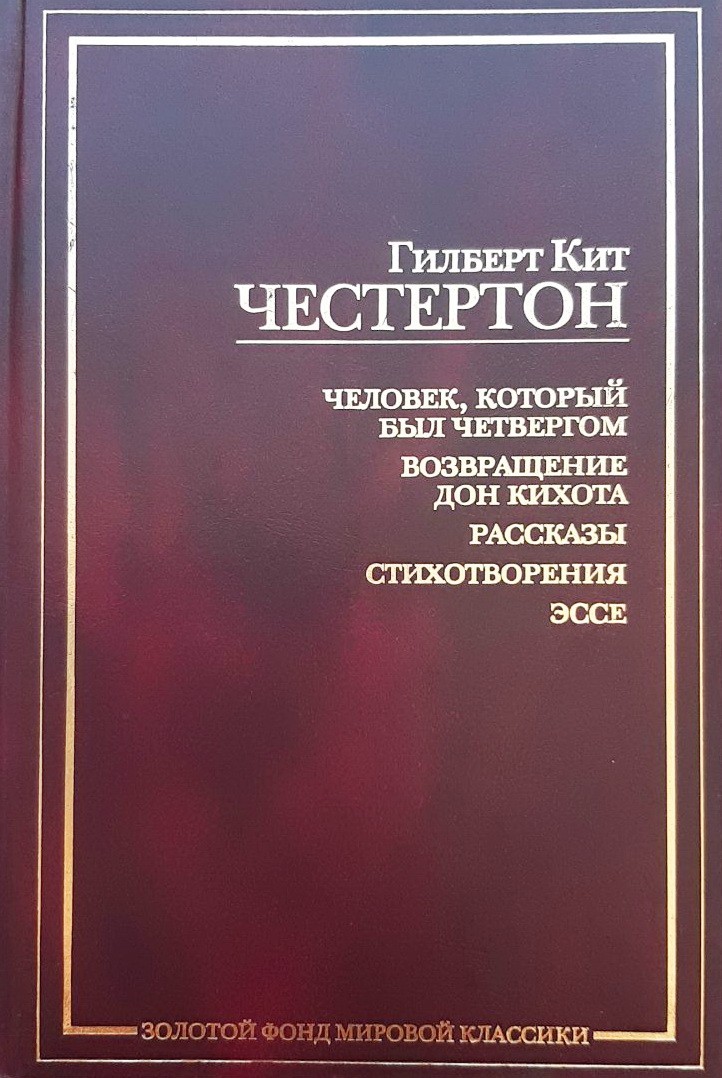 Гилберт Кит
ЧЕСТЕРТОН
ЧЕЛОВЕК, КОТОРЫЙ
БЫЛ ЧЕТВЕРГОМ
ВОЗВРАЩЕНИЕ
ДОН КИХОТА
РАССКАЗЫ
СТИХОТВОРЕНИЯ
ЭССЕ
ЗОЛОТОЙ ФОНД МИРОВОЙ КЛАССИКИ